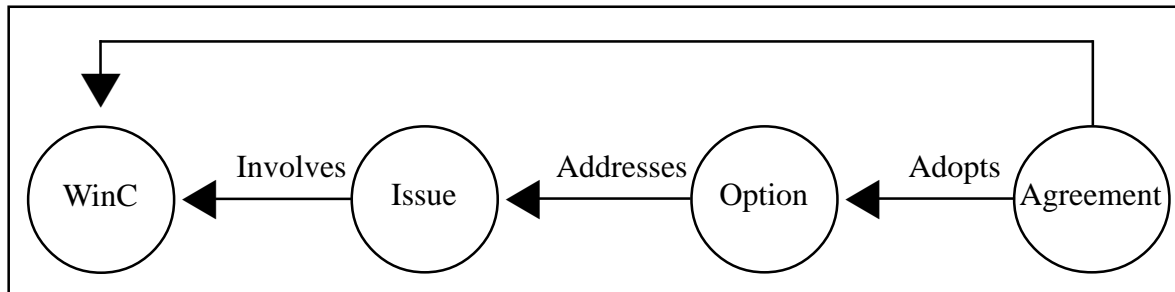 Involves
Addresses
Adopts
WinC
Issue
Option
Agreement